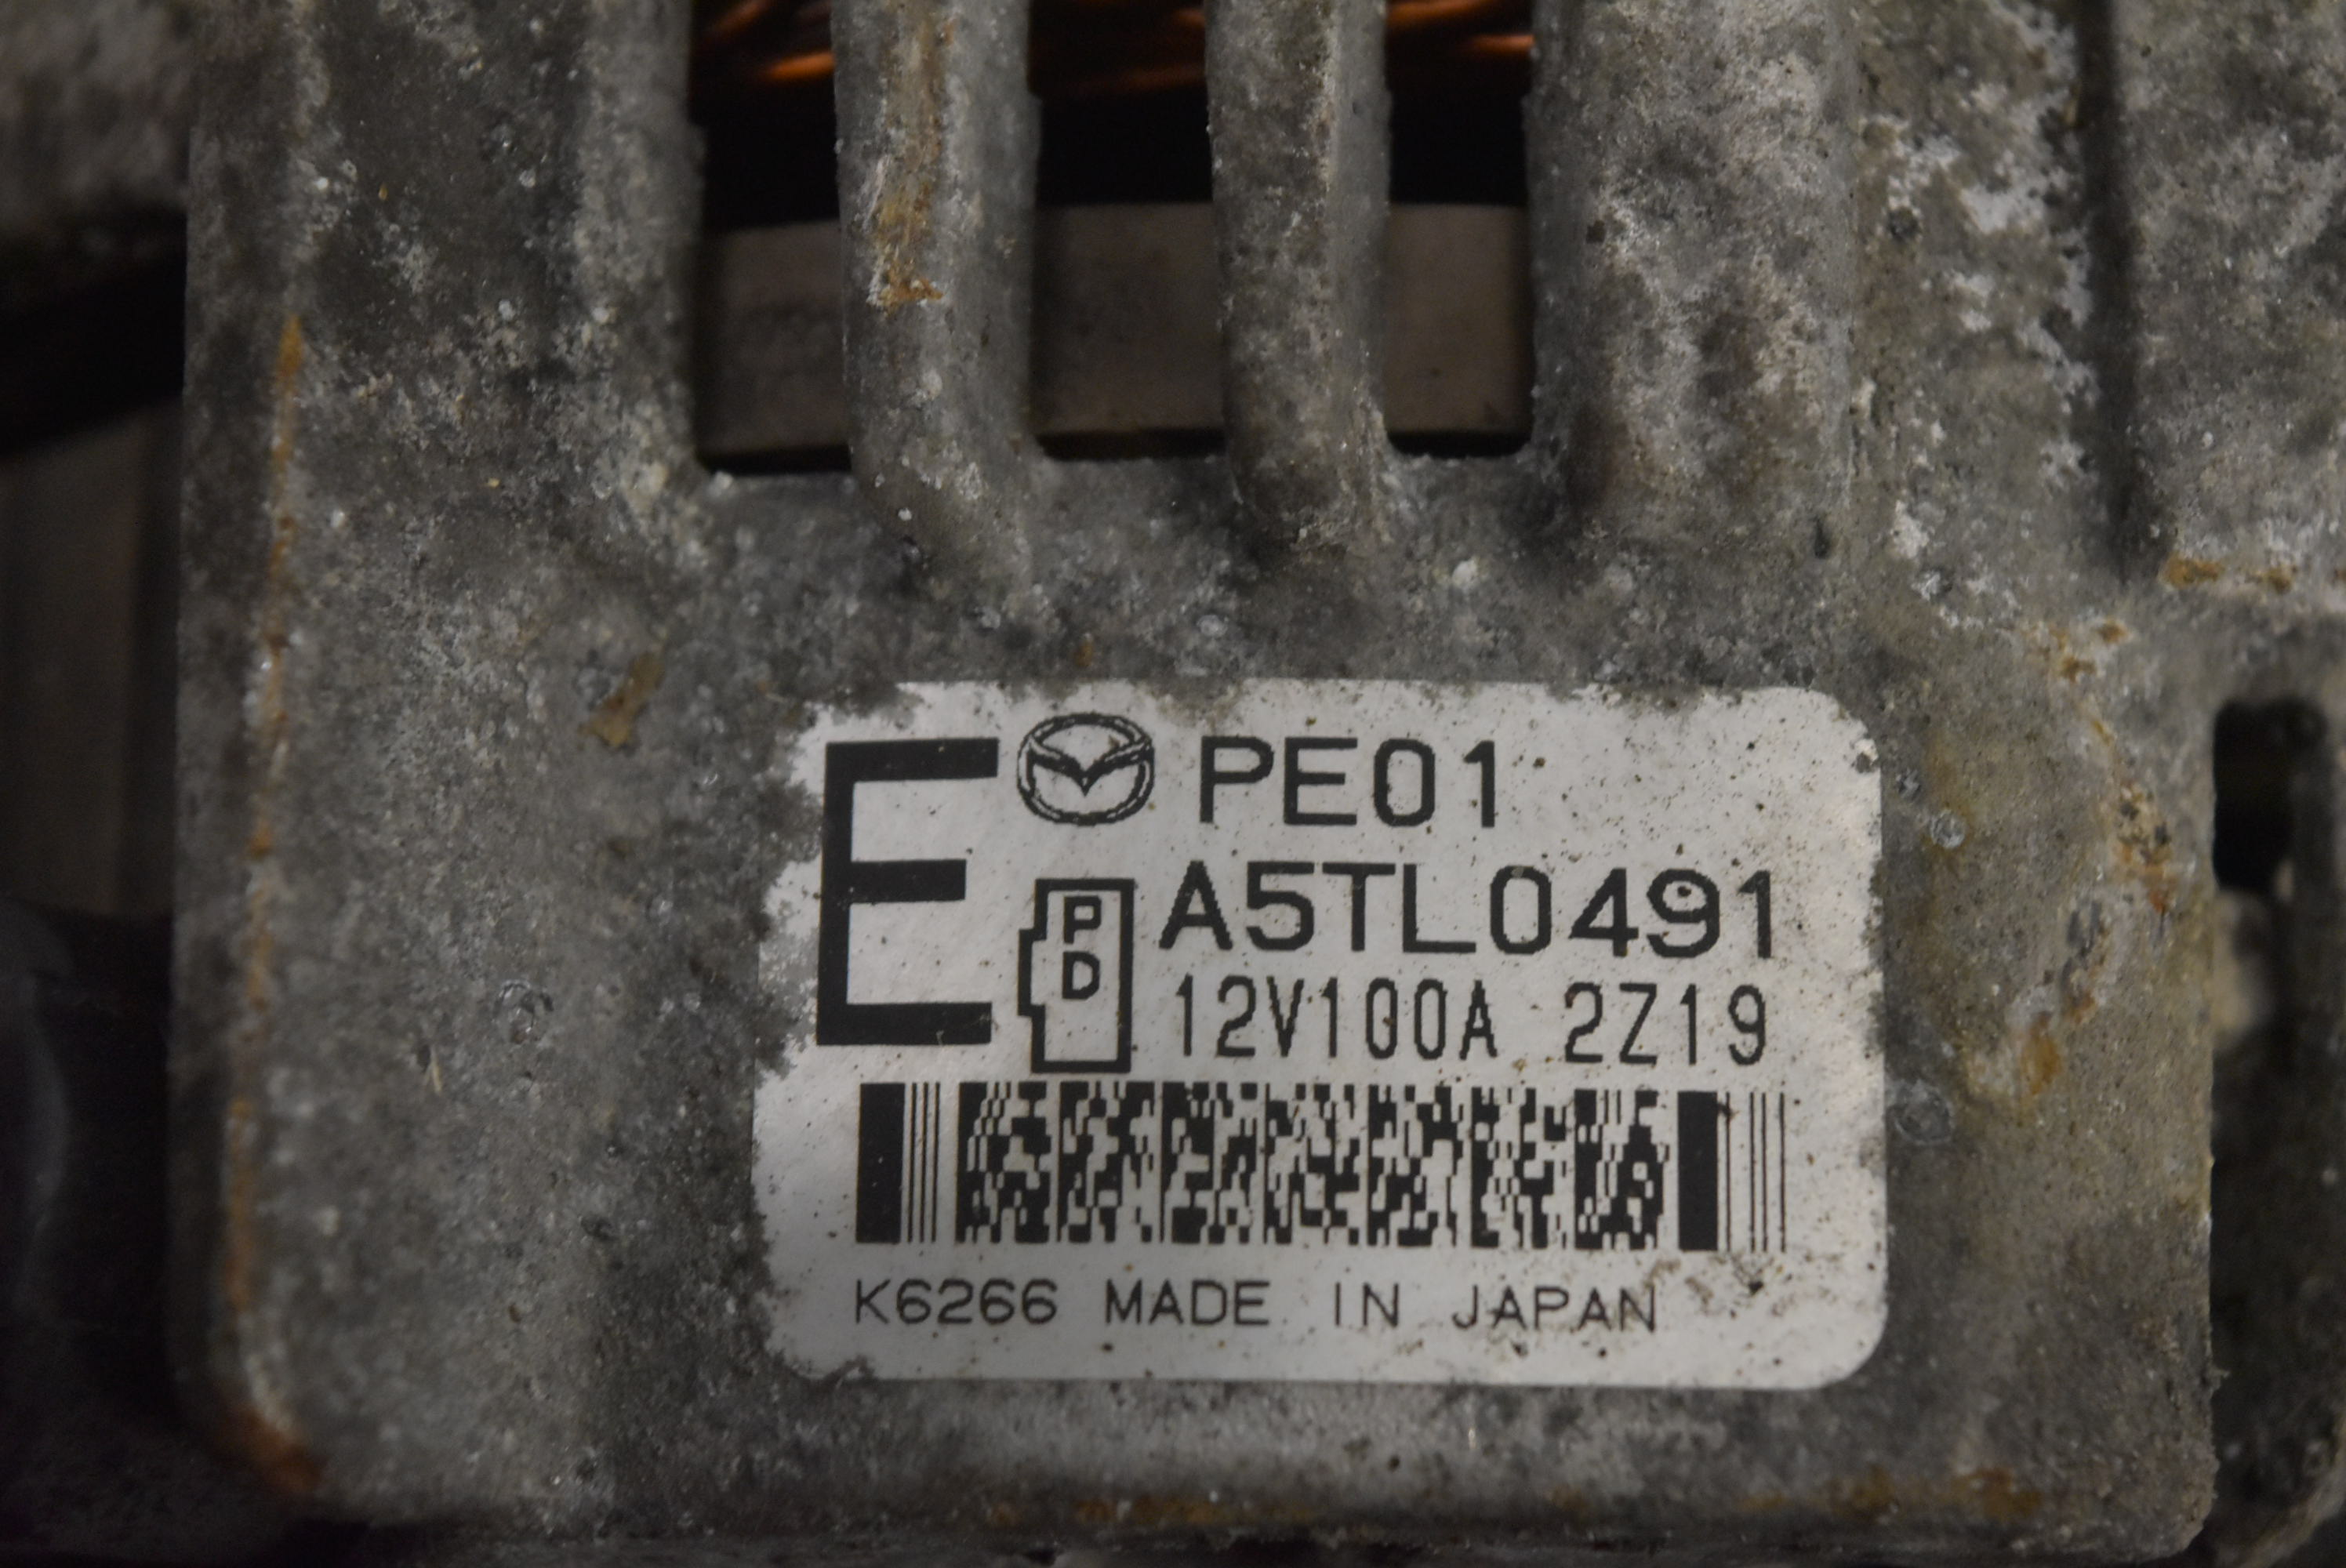 E PE01
PD A5TL0491
12V100A 2Z19
K6266 MADE IN JAPAN